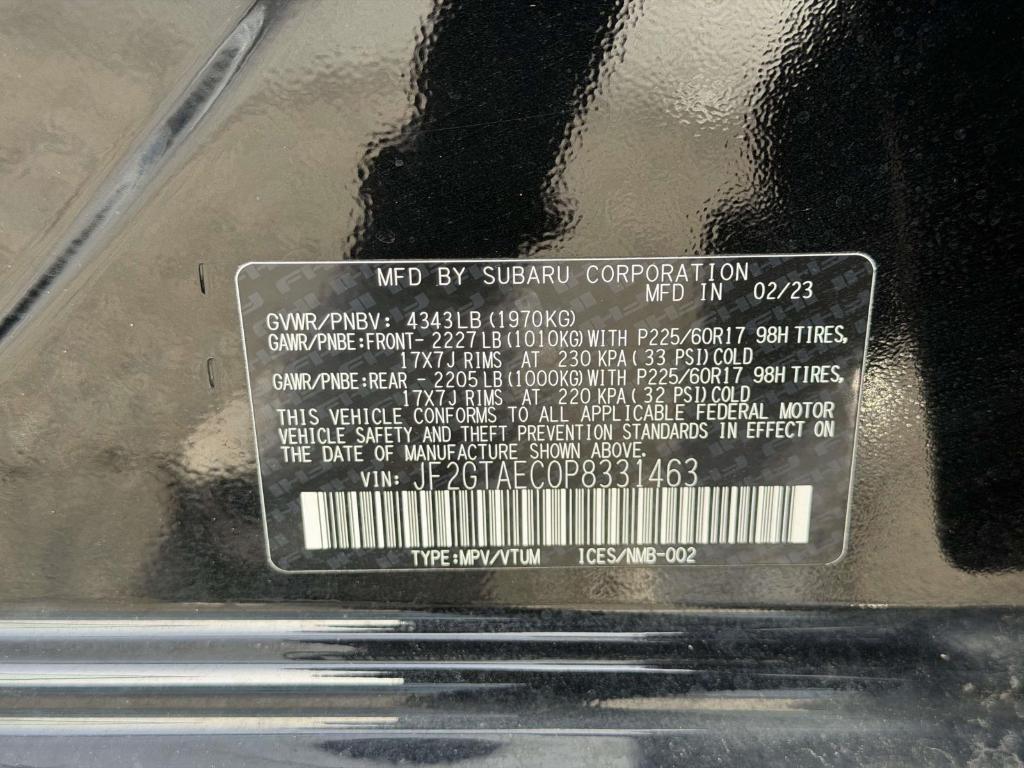 MFD BY SUBARU CORPORATION
MFD IN 02/23
GVWR/PNBV: 4343LB(1970KG)
GAWR/PNBE:FRONT- 2227LB(1010KG)WITH P225/60R17 98H TIRES,
17X7J RIMS AT 230 KPA( 33 PSI)COLD
GAWR/PNBE:REAR - 2205LB(1000KG)WITH P225/60R17 98H TIRES,
17X7J RIMS AT 220 KPA( 32 PSI)COLD
THIS VEHICLE CONFORMS TO ALL APPLICABLE FEDERAL MOTOR
VEHICLE SAFETY AND THEFT PREVENTION STANDARDS IN EFFECT ON
THE DATE OF MANUFACTURE SHOWN ABOVE.
VIN: JF2GTAEC0P8331463
TYPE:MPV/VTUM ICES/NMB-002